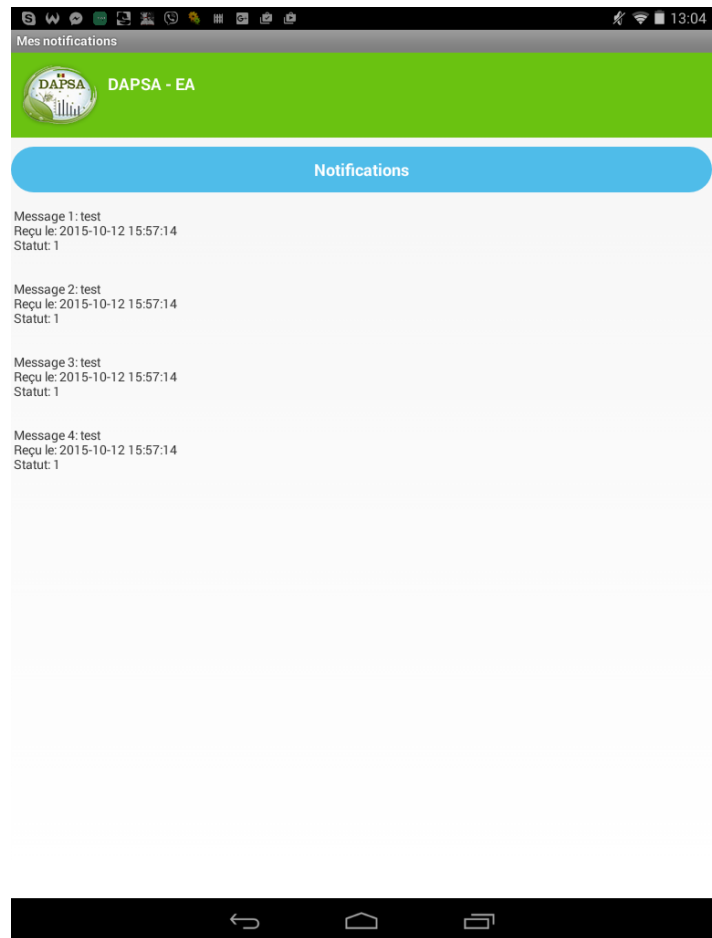 13:04
Mes notifications
DAPSA
DAPSA - EA
Notifications
Message 1: test
Reçu le: 2015-10-12 15:57:14
Statut: 1
Message 2: test
Reçu le: 2015-10-12 15:57:14
Statut: 1
Message 3: test
Reçu le: 2015-10-12 15:57:14
Statut: 1
Message 4: test
Reçu le: 2015-10-12 15:57:14
Statut: 1